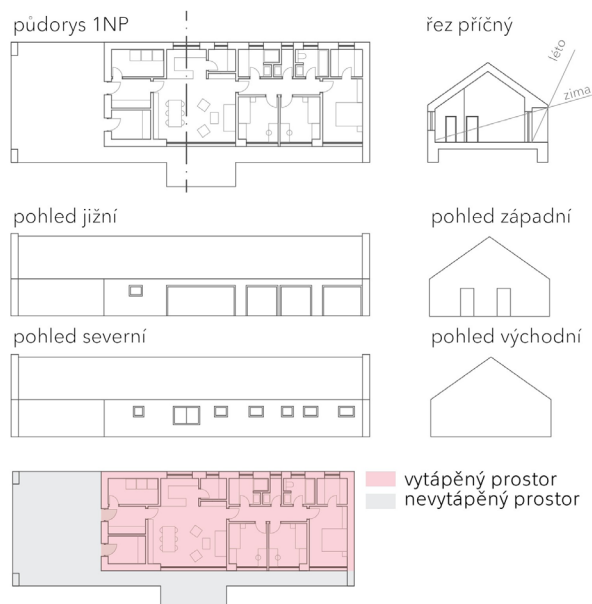 půdorys 1NP
řez příčný
léto
zima
pohled jižní
pohled západní
pohled severní
pohled východní
vytápěný prostor
nevytápěný prostor